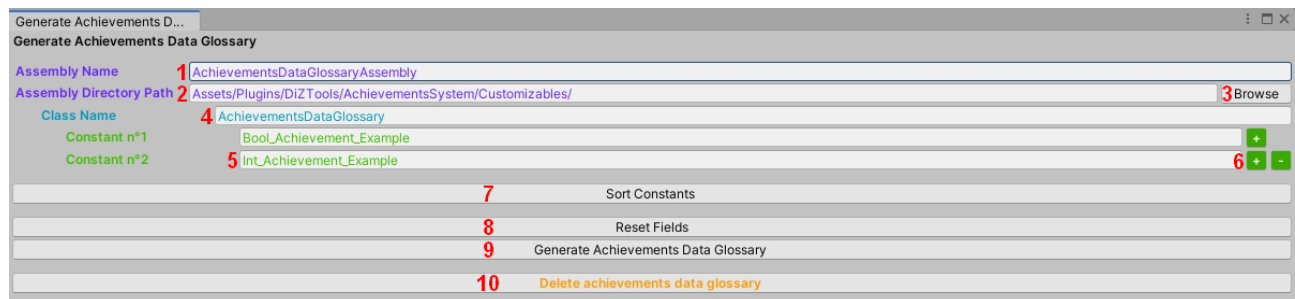 Generate Achievements D...
Generate Achievements Data Glossary
Assembly Name 1 AchievementsDataGlossaryAssembly
Assembly Directory Path 2 Assets/Plugins/DiZTools/AchievementsSystem/Customizables/ 3 Browse
Class Name 4 AchievementsDataGlossary
Constant n°1 Bool_Achievement_Example +
Constant n°2 5 Int_Achievement_Example 6 + -
7 Sort Constants
8 Reset Fields
9 Generate Achievements Data Glossary
10 Delete achievements data glossary